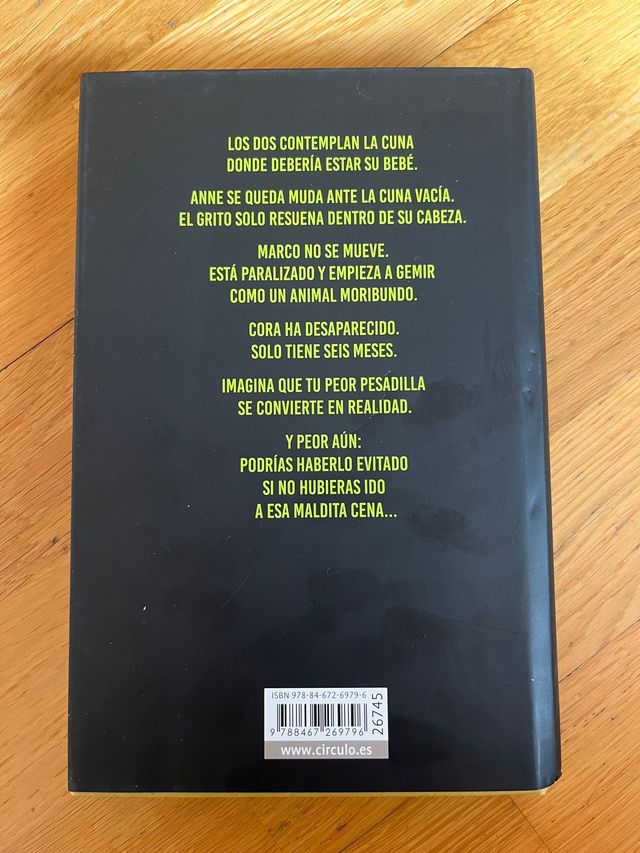 LOS DOS CONTEMPLAN LA CUNA
DONDE DEBERÍA ESTAR SU BEBÉ.
ANNE SE QUEDA MUDA ANTE LA CUNA VACÍA.
EL GRITO SOLO RESUENA DENTRO DE SU CABEZA.
MARCO NO SE MUEVE.
ESTÁ PARALIZADO Y EMPIEZA A GEMIR
COMO UN ANIMAL MORIBUNDO.
CORA HA DESAPARECIDO.
SOLO TIENE SEIS MESES.
IMAGINA QUE TU PEOR PESADILLA
SE CONVIERTE EN REALIDAD.
Y PEOR AÚN:
PODRÍAS HABERLO EVITADO
SI NO HUBIERAS IDO
A ESA MALDITA CENA...
ISBN 978-84-672-6979-6
9 788467 269796
26745
www.circulo.es